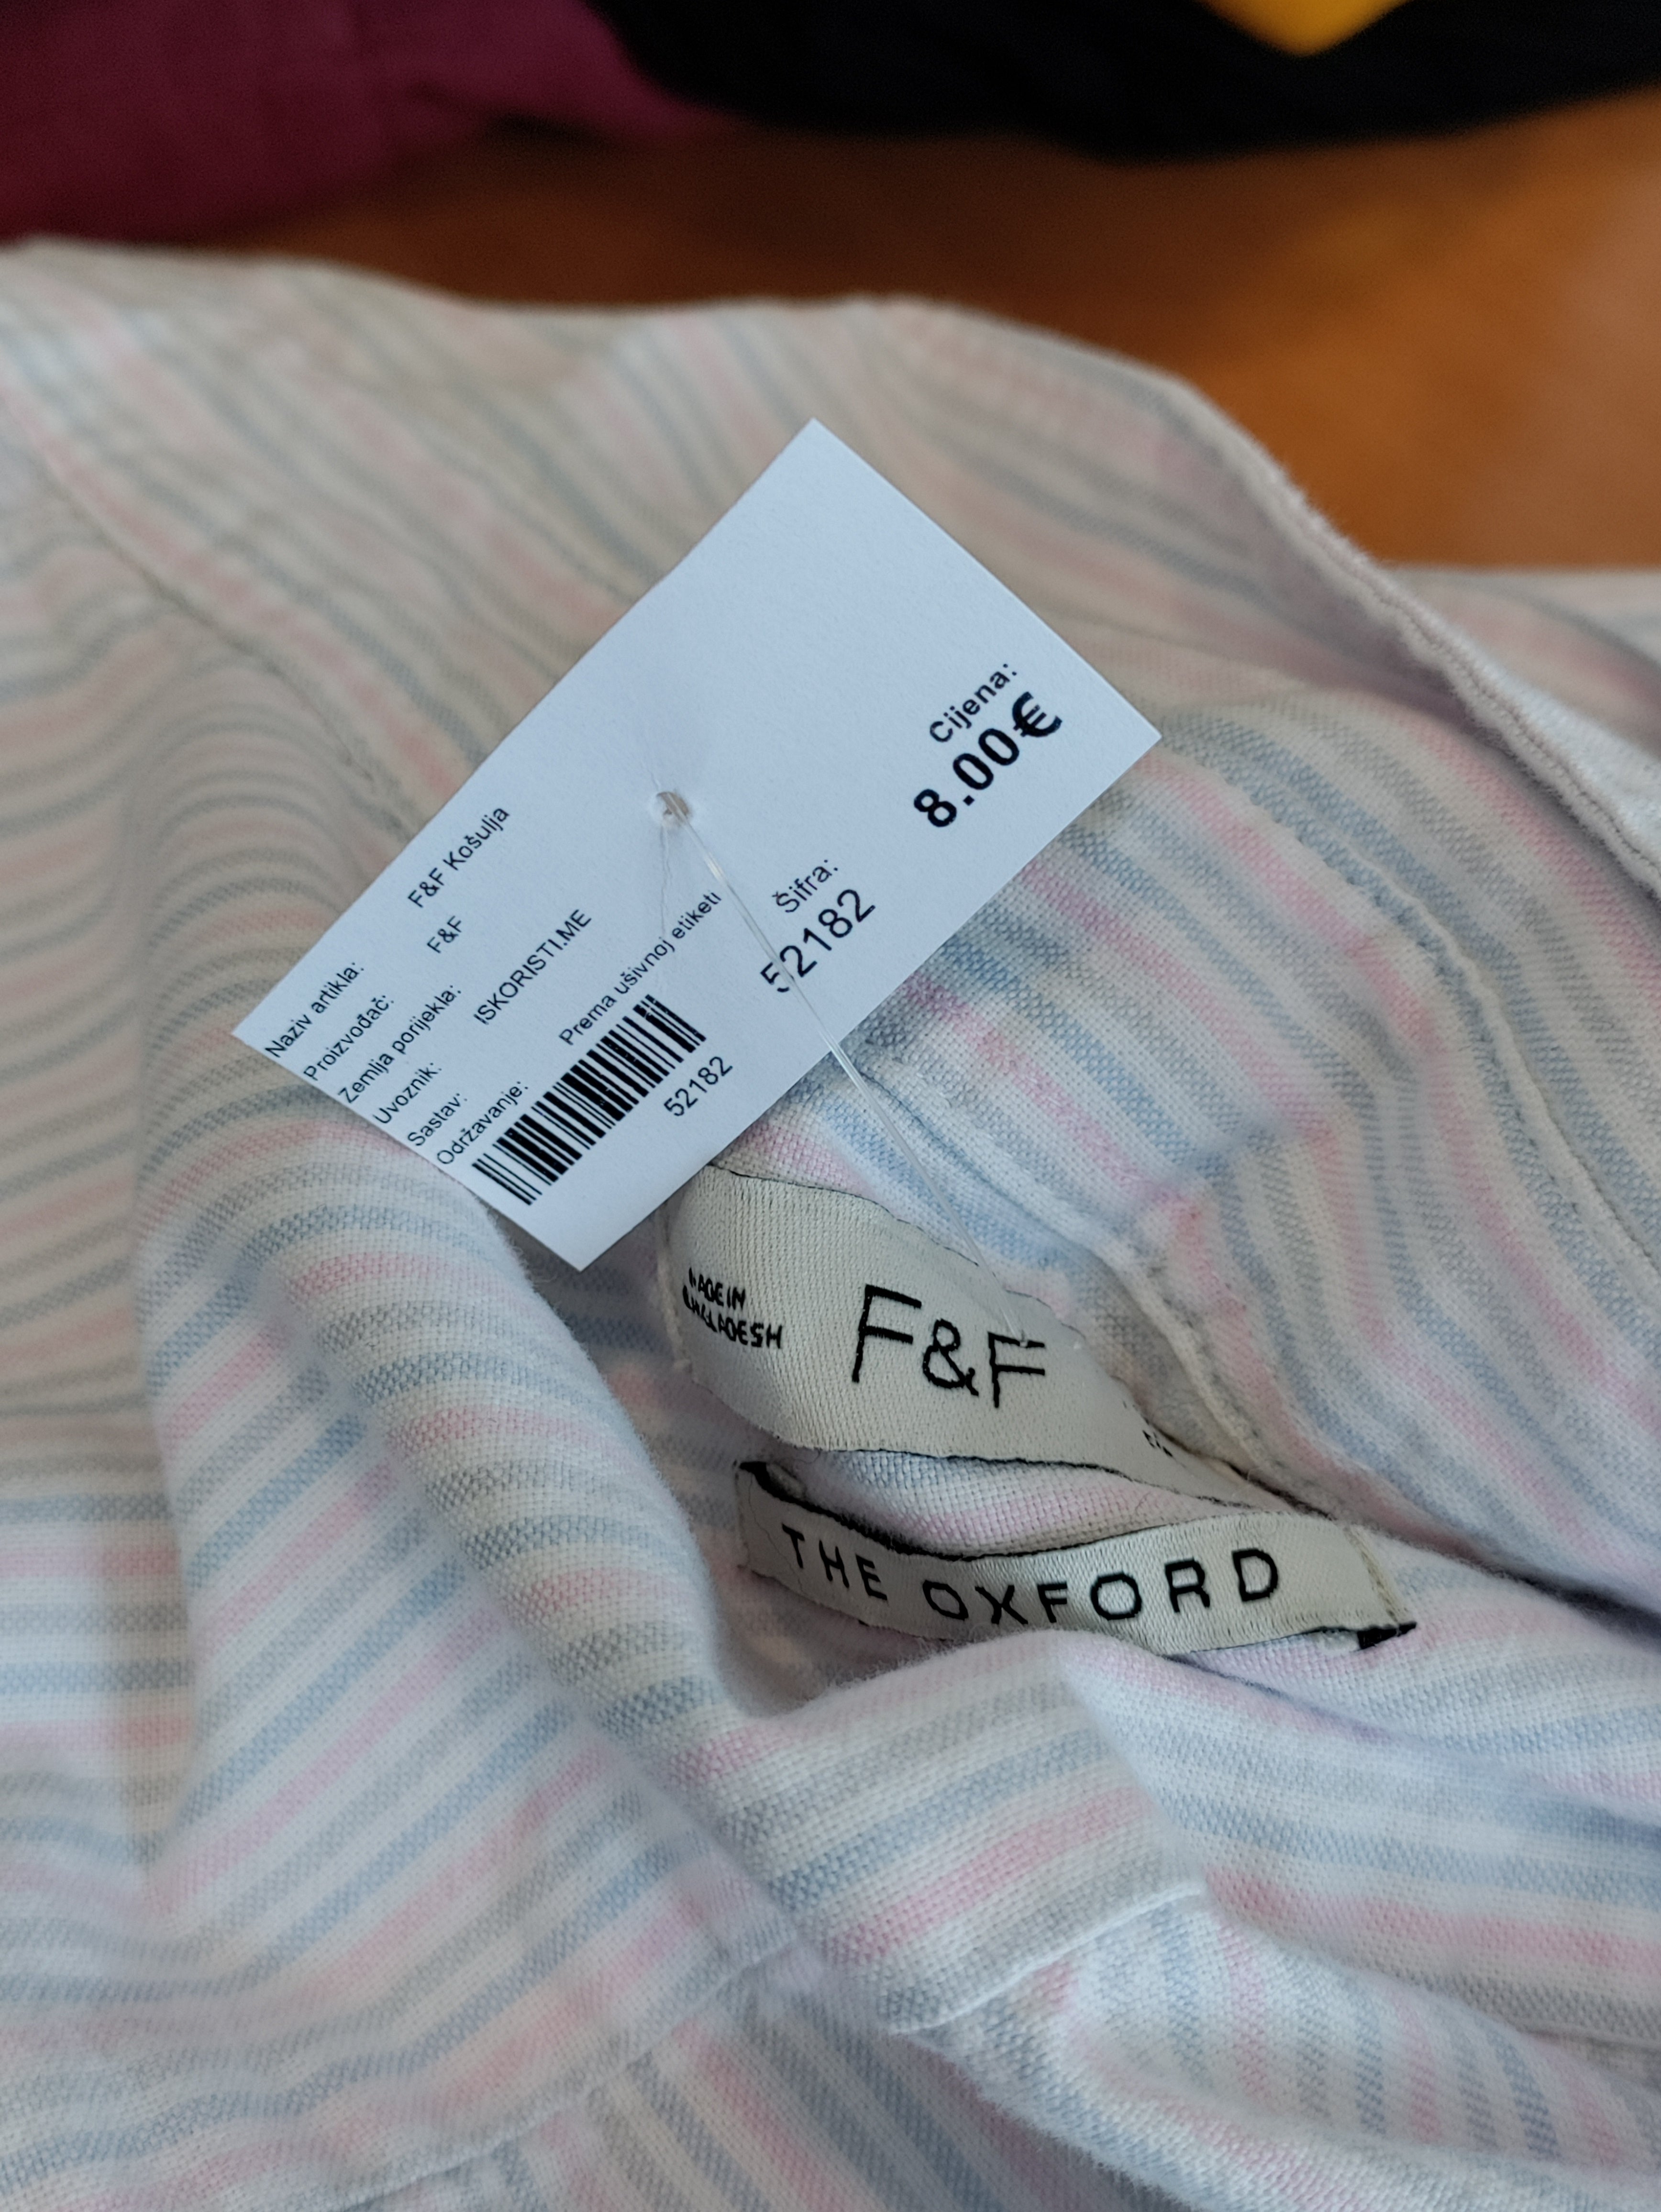 Naziv artikla: F&F Košulja
Proizvođač: F&F
Zemlja porijekla:
Uvoznik: ISKORISTI.ME
Sastav:
Održavanje: Prema ušivnoj etiketi
52182
Šifra:
52182
Cijena:
8.00€
MADE IN
BANGLADESH
F&F
THE OXFORD